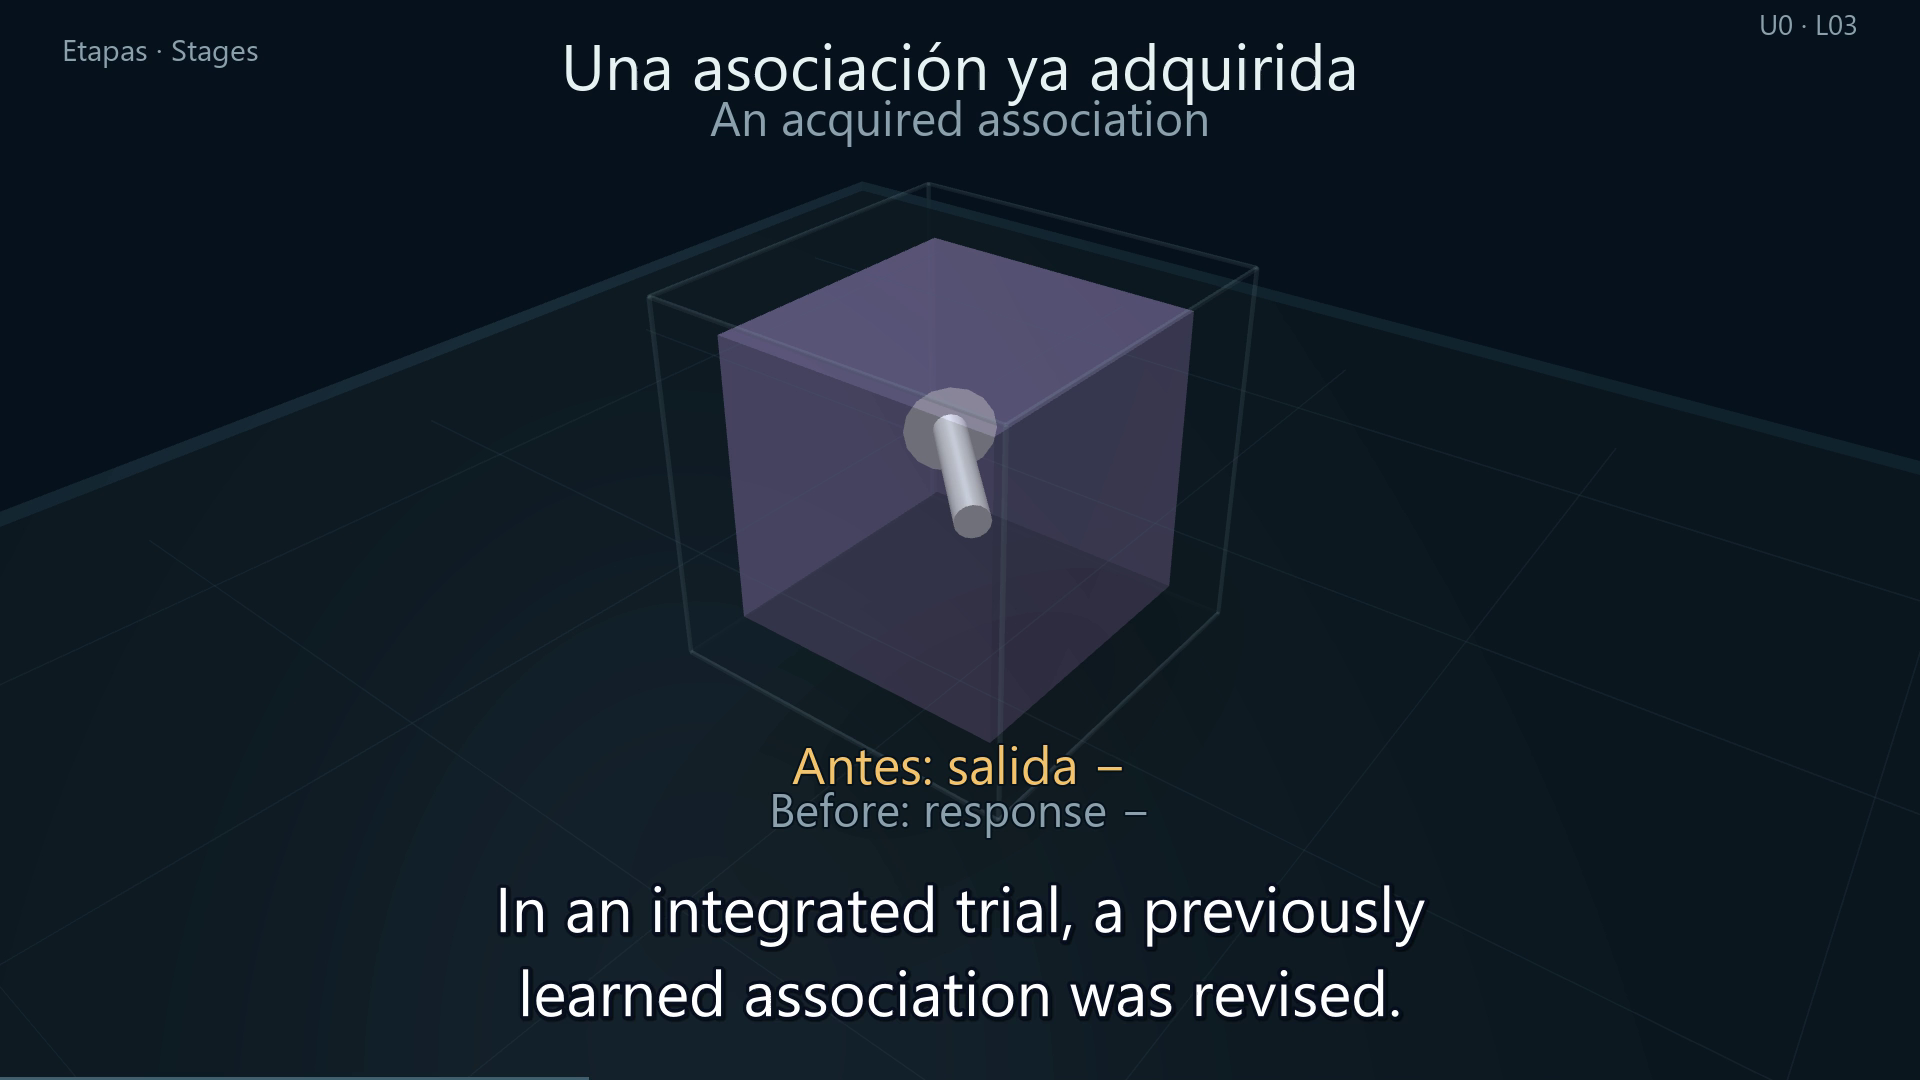 Etapas · Stages
U0 · L03
Una asociación ya adquirida
An acquired association
Antes: salida −
Before: response −
In an integrated trial, a previously
learned association was revised.